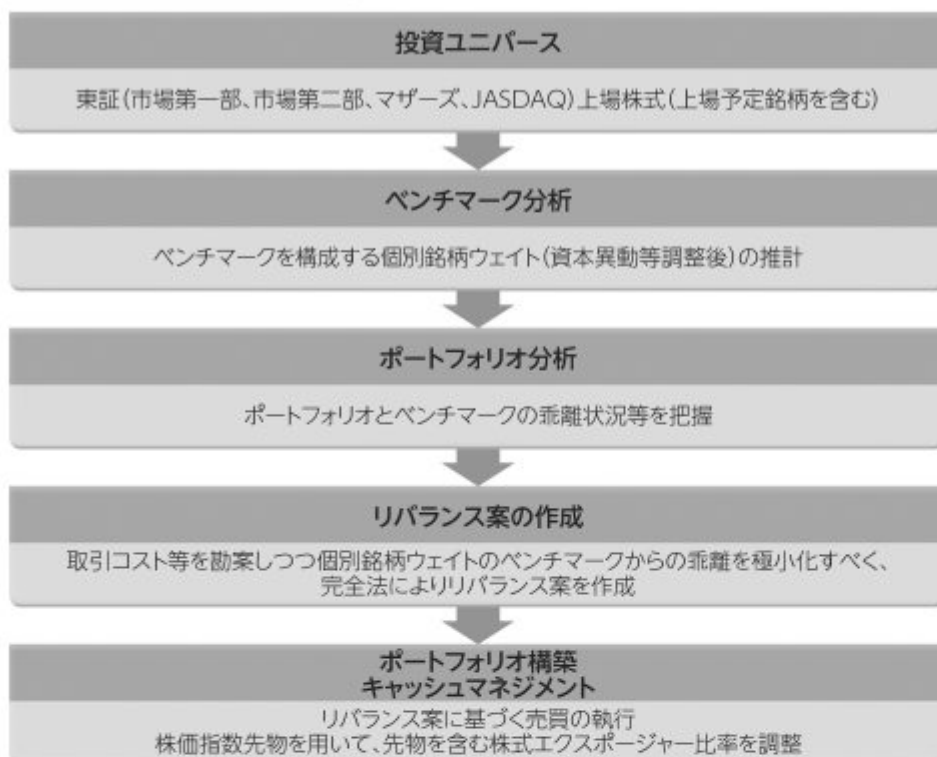 投資ユニバース
東証(市場第一部、市場第二部、マザーズ、JASDAQ)上場株式(上場予定銘柄を含む)
ベンチマーク分析
ベンチマークを構成する個別銘柄ウェイト(資本異動等調整後)の推計
ポートフォリオ分析
ポートフォリオとベンチマークの乖離状況等を把握
リバランス案の作成
取引コスト等を勘案しつつ個別銘柄ウェイトのベンチマークからの乖離を極小化すべく、
完全法によりリバランス案を作成
ポートフォリオ構築
キャッシュマネジメント
リバランス案に基づく売買の執行
株価指数先物を用いて、先物を含む株式エクスポージャー比率を調整